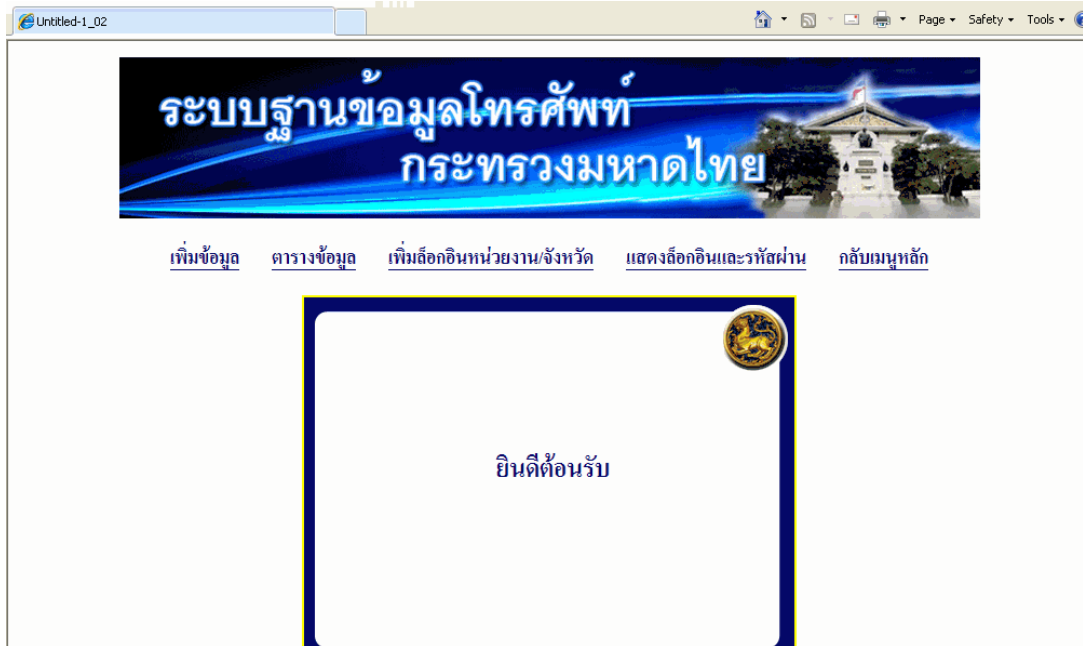 Untitled-1_02
Page Safety Tools
ระบบฐานข้อมูลโทรศัพท์
กระทรวงมหาดไทย
เพิ่มข้อมูล ตารางข้อมูล เพิ่มล็อกอินหน่วยงาน/จังหวัด แสดงล็อกอินและรหัสผ่าน กลับเมนูหลัก
ยินดีต้อนรับ